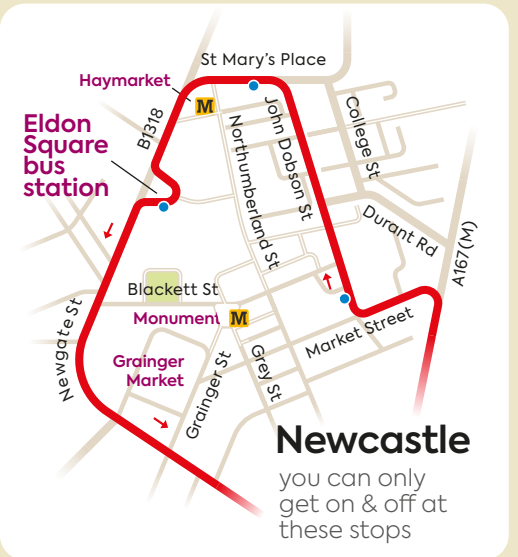 St Mary's Place
Haymarket
M
B1318
Eldon
Square
bus
station
Northumberland St
John Dobson St
College St
Durant Rd
A167(M)
Blackett St
Monument
M
Market Street
Newgate St
Grainger
Market
Grainger St
Grey St
Newcastle
you can only
get on & off at
these stops